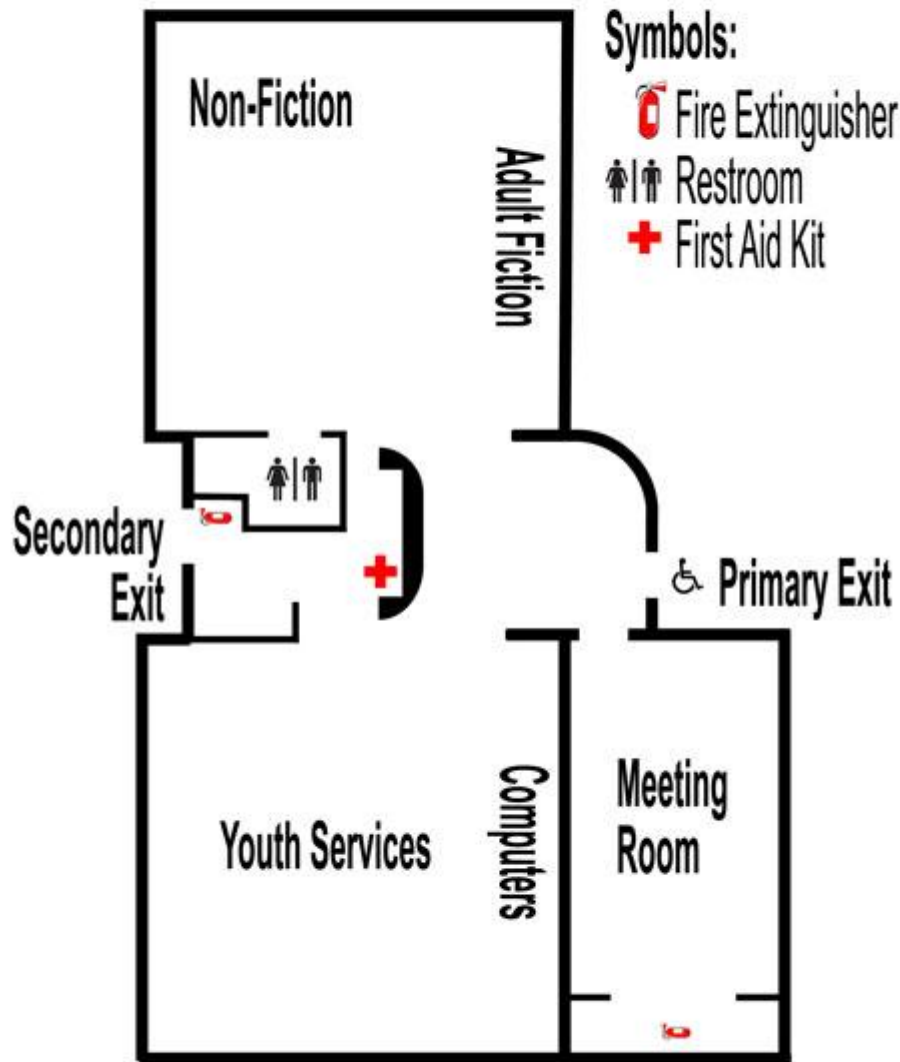 Symbols:
Fire Extinguisher
Restroom
First Aid Kit
Non-Fiction
Adult Fiction
Secondary
Exit
Primary Exit
Youth Services
Computers
Meeting
Room